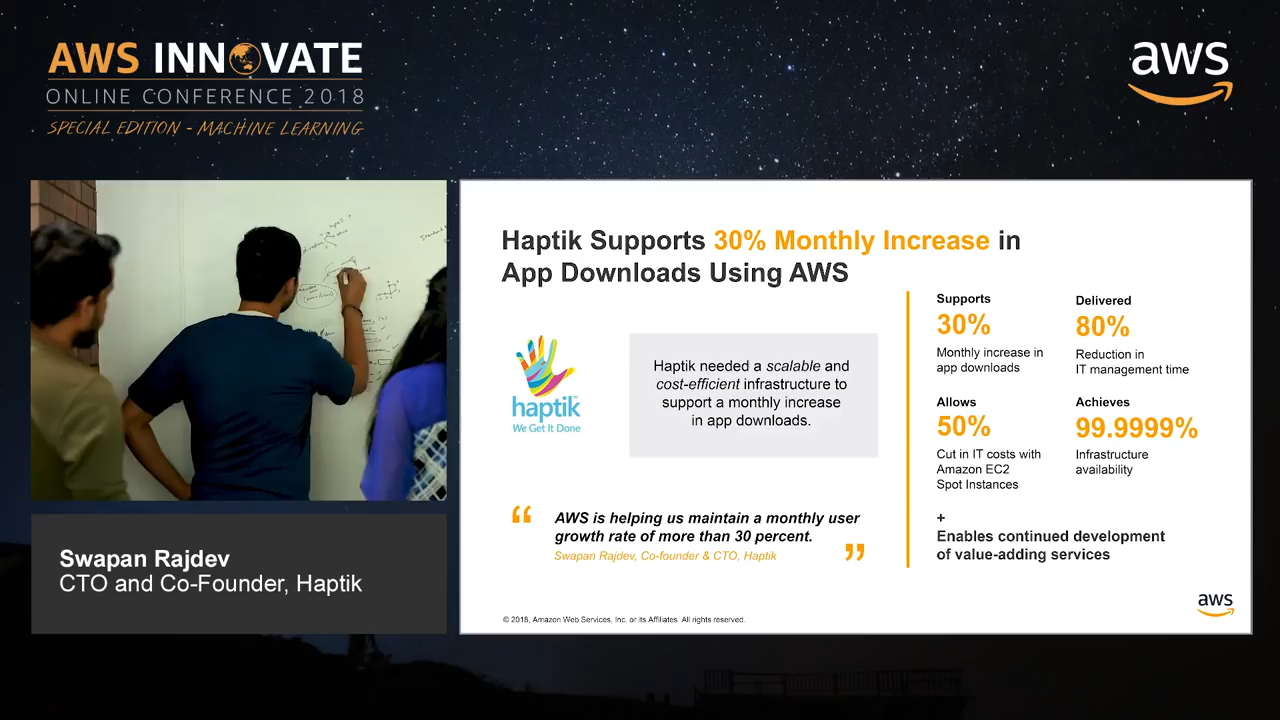 AWS INNOVATE
ONLINE CONFERENCE 2018
SPECIAL EDITION - MACHINE LEARNING
aws
Swapan Rajdev
CTO and Co-Founder, Haptik
Haptik Supports 30% Monthly Increase in
App Downloads Using AWS
haptik
We Get It Done
Haptik needed a scalable and
cost-efficient infrastructure to
support a monthly increase
in app downloads.
“ AWS is helping us maintain a monthly user
growth rate of more than 30 percent.
Swapan Rajdev, Co-founder & CTO, Haptik ”
Supports
30%
Monthly increase in
app downloads
Delivered
80%
Reduction in
IT management time
Allows
50%
Cut in IT costs with
Amazon EC2
Spot Instances
Achieves
99.9999%
Infrastructure
availability
+
Enables continued development
of value-adding services
© 2018, Amazon Web Services, Inc. or its Affiliates. All rights reserved.
aws